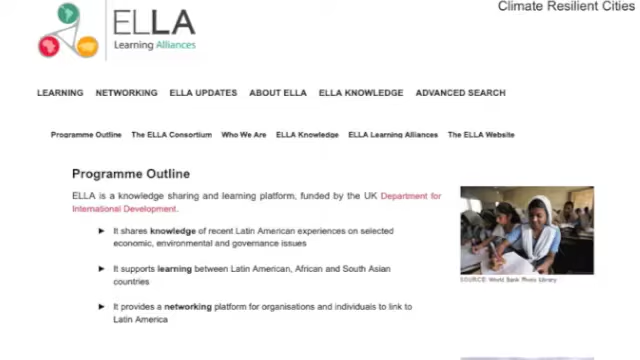 Climate Resilient Cities
ELLA
Learning Alliances
LEARNING NETWORKING ELLA UPDATES ABOUT ELLA ELLA KNOWLEDGE ADVANCED SEARCH
Programme Outline The ELLA Consortium Who We Are ELLA Knowledge ELLA Learning Alliances The ELLA Website
Programme Outline
ELLA is a knowledge sharing and learning platform, funded by the UK Department for
International Development.
► It shares knowledge of recent Latin American experiences on selected
economic, environmental and governance issues
► It supports learning between Latin American, African and South Asian
countries
► It provides a networking platform for organisations and individuals to link to
Latin America
SOURCE: World Bank Photo Library